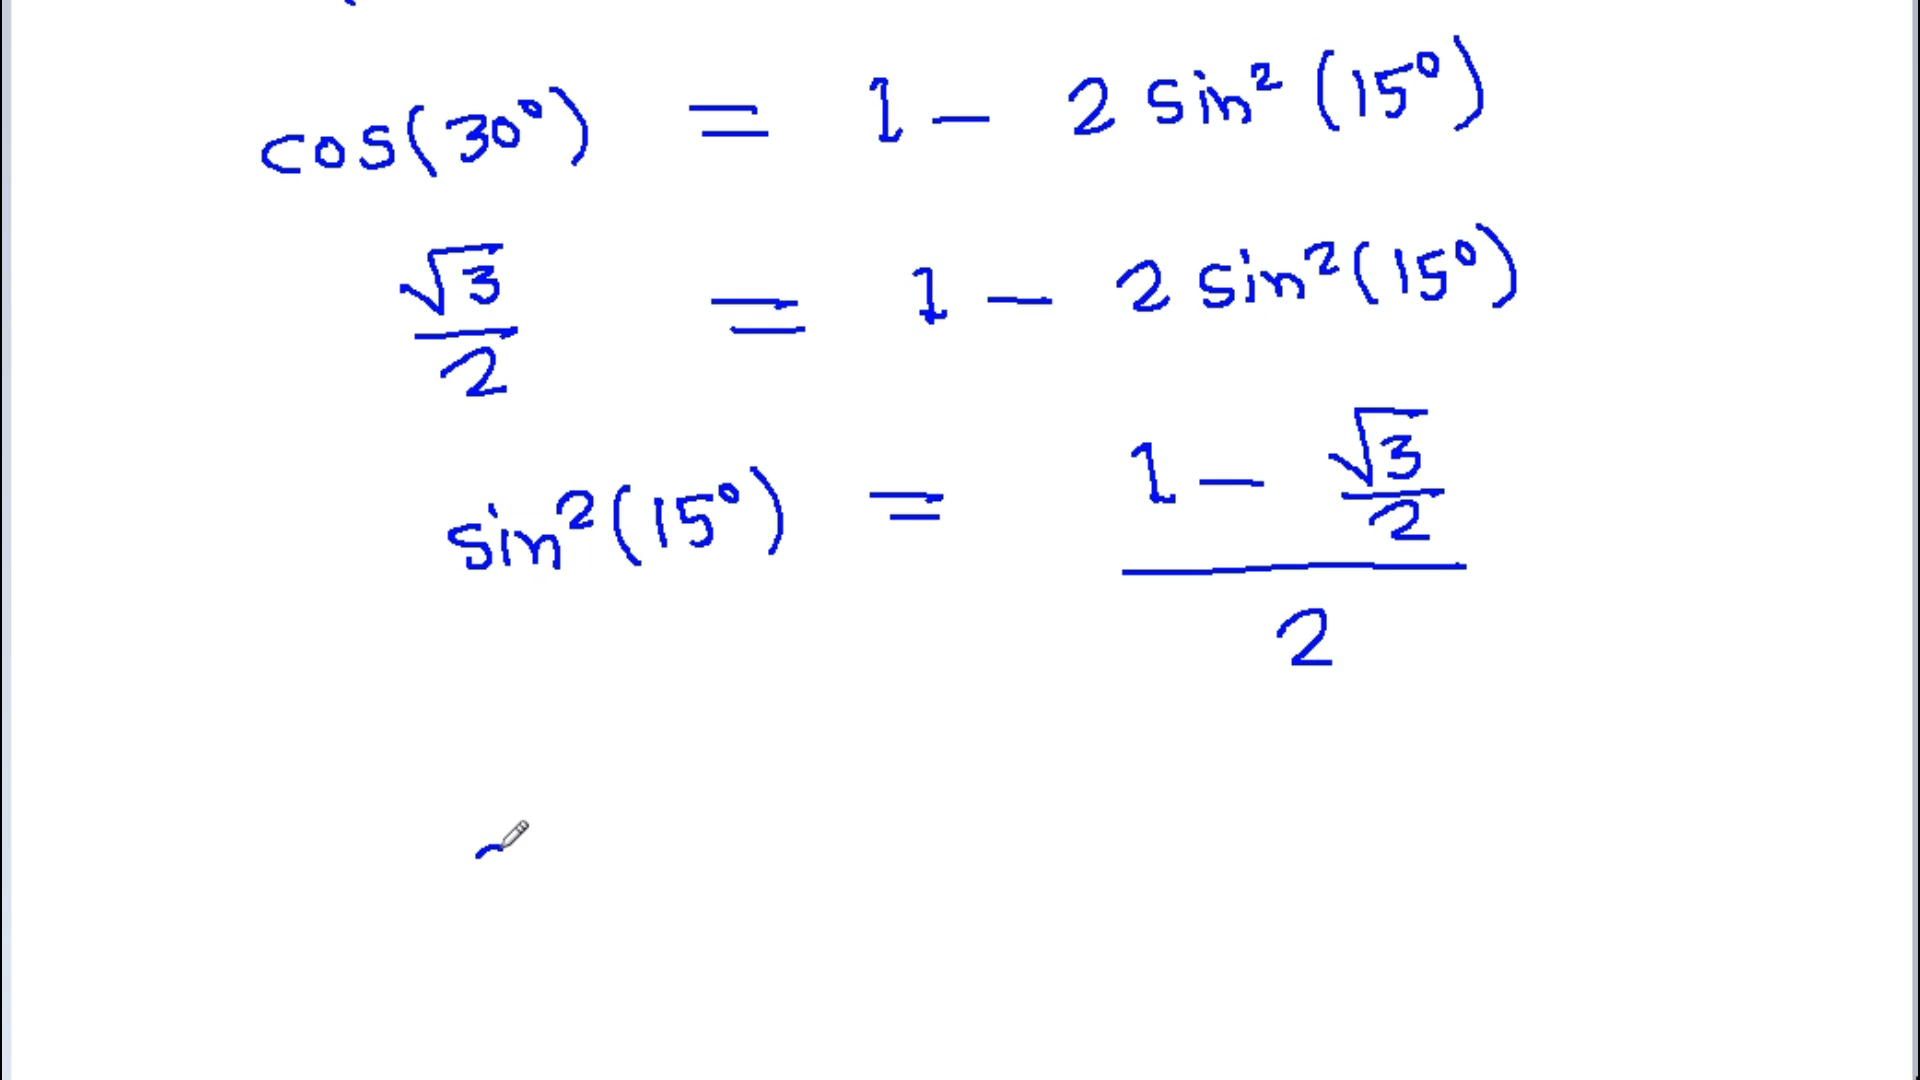 cos(30°) = 1 - 2 sin²(15°)
√3/2 = 1 - 2 sin²(15°)
sin²(15°) = (1 - √3/2)/2